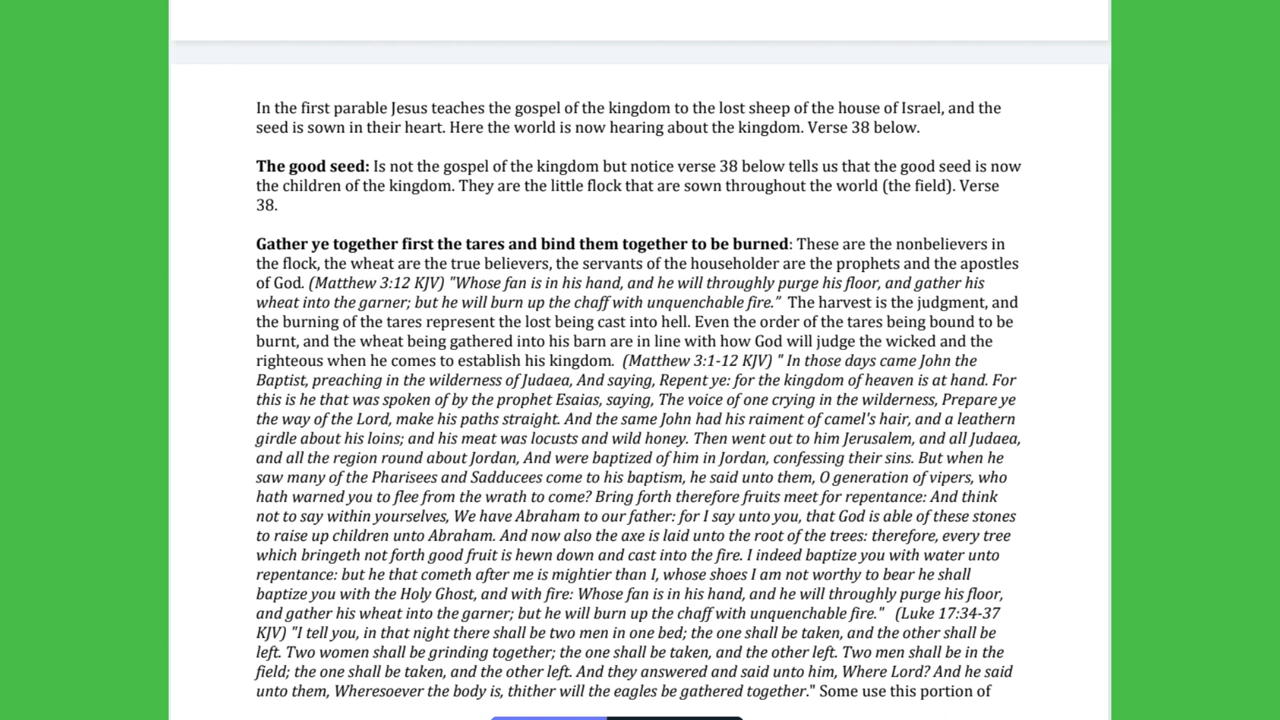 In the first parable Jesus teaches the gospel of the kingdom to the lost sheep of the house of Israel, and the
seed is sown in their heart. Here the world is now hearing about the kingdom. Verse 38 below.
The good seed: Is not the gospel of the kingdom but notice verse 38 below tells us that the good seed is now
the children of the kingdom. They are the little flock that are sown throughout the world (the field). Verse
38.
Gather ye together first the tares and bind them together to be burned: These are the nonbelievers in
the flock, the wheat are the true believers, the servants of the householder are the prophets and the apostles
of God. (Matthew 3:12 KJV) "Whose fan is in his hand, and he will throughly purge his floor, and gather his
wheat into the garner; but he will burn up the chaff with unquenchable fire." The harvest is the judgment, and
the burning of the tares represent the lost being cast into hell. Even the order of the tares being bound to be
burnt, and the wheat being gathered into his barn are in line with how God will judge the wicked and the
righteous when he comes to establish his kingdom. (Matthew 3:1-12 KJV) " In those days came John the
Baptist, preaching in the wilderness of Judaea, And saying, Repent ye: for the kingdom of heaven is at hand. For
this is he that was spoken of by the prophet Esaias, saying, The voice of one crying in the wilderness, Prepare ye
the way of the Lord, make his paths straight. And the same John had his raiment of camel's hair, and a leathern
girdle about his loins; and his meat was locusts and wild honey. Then went out to him Jerusalem, and all Judaea,
and all the region round about Jordan, And were baptized of him in Jordan, confessing their sins. But when he
saw many of the Pharisees and Sadducees come to his baptism, he said unto them, O generation of vipers, who
hath warned you to flee from the wrath to come? Bring forth therefore fruits meet for repentance: And think
not to say within yourselves, We have Abraham to our father: for I say unto you, that God is able of these stones
to raise up children unto Abraham. And now also the axe is laid unto the root of the trees: therefore, every tree
which bringeth not forth good fruit is hewn down and cast into the fire. I indeed baptize you with water unto
repentance: but he that cometh after me is mightier than I, whose shoes I am not worthy to bear he shall
baptize you with the Holy Ghost, and with fire: Whose fan is in his hand, and he will throughly purge his floor,
and gather his wheat into the garner; but he will burn up the chaff with unquenchable fire." (Luke 17:34-37
KJV) "I tell you, in that night there shall be two men in one bed; the one shall be taken, and the other shall be
left. Two women shall be grinding together; the one shall be taken, and the other left. Two men shall be in the
field; the one shall be taken, and the other left. And they answered and said unto him, Where Lord? And he said
unto them, Wheresoever the body is, thither will the eagles be gathered together." Some use this portion of